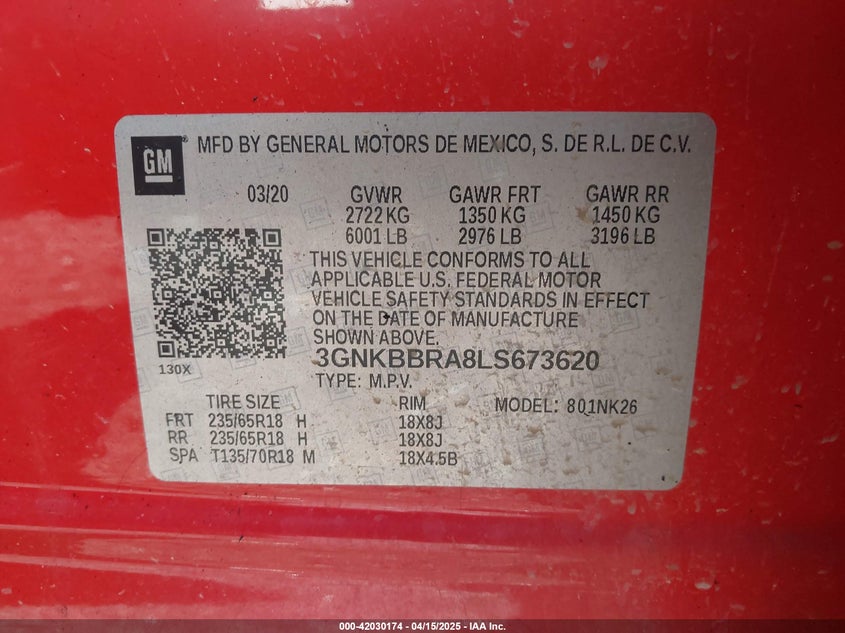 GM
MFD BY GENERAL MOTORS DE MEXICO, S. DE R.L. DE C.V.
03/20 GVWR GAWR FRT GAWR RR
2722 KG 1350 KG 1450 KG
6001 LB 2976 LB 3196 LB
THIS VEHICLE CONFORMS TO ALL
APPLICABLE U.S. FEDERAL MOTOR
VEHICLE SAFETY STANDARDS IN EFFECT
ON THE DATE OF MANUFACTURE
SHOWN ABOVE.
130X
3GNKBBRA8LS673620
TYPE: M.P.V.
TIRE SIZE RIM MODEL: 801NK26
FRT 235/65R18 H 18X8J
RR 235/65R18 H 18X8J
SPA T135/70R18 M 18X4.5B
000-42030174 - 04/15/2025 - IAA Inc.